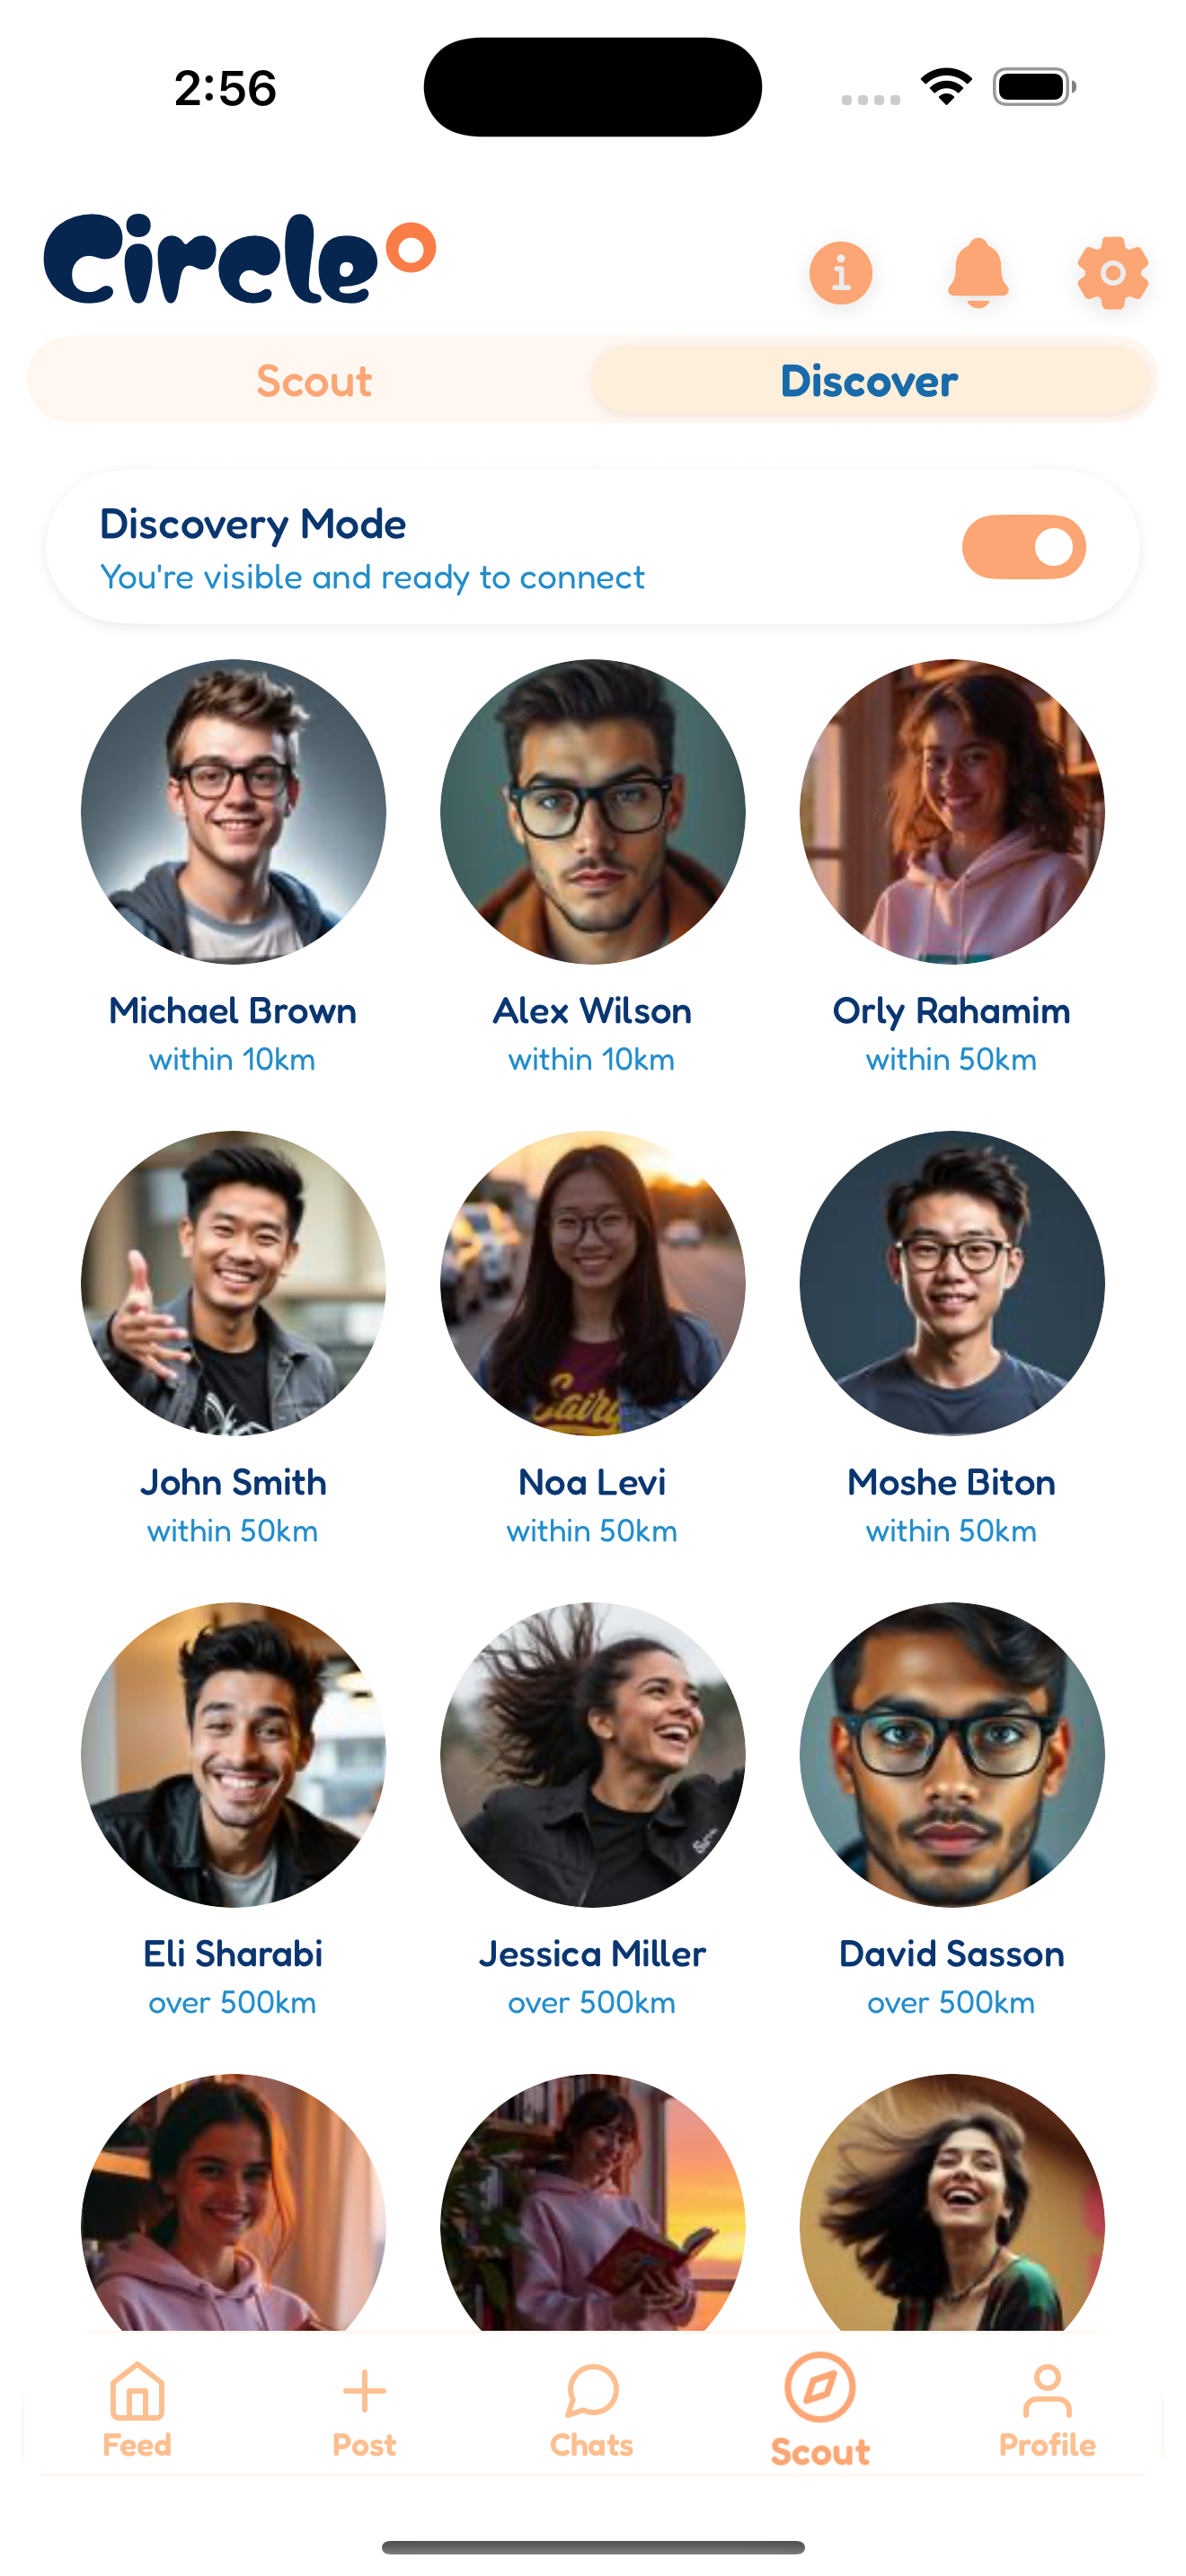 2:56
Circle
Scout
Discover
Discovery Mode
You're visible and ready to connect
Michael Brown
within 10km
Alex Wilson
within 10km
Orly Rahamim
within 50km
John Smith
within 50km
Noa Levi
within 50km
Moshe Biton
within 50km
Eli Sharabi
over 500km
Jessica Miller
over 500km
David Sasson
over 500km
Feed
Post
Chats
Scout
Profile